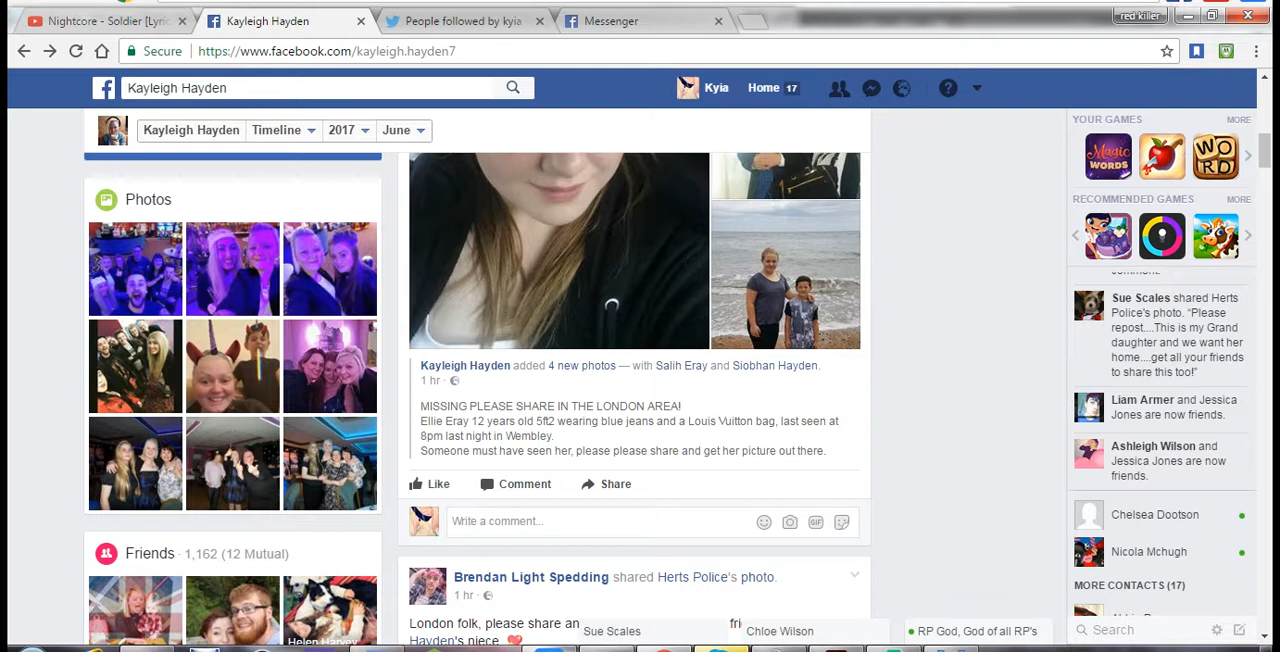 Nightcore - Soldier [Lyric
Kayleigh Hayden
People followed by kyia
Messenger
red killer
Secure
https://www.facebook.com/kayleigh.hayden7
Kayleigh Hayden
Kyia
Home 17
Kayleigh Hayden
Timeline
2017
June
Photos
Kayleigh Hayden added 4 new photos — with Salih Eray and Siobhan Hayden.
1 hr ·
MISSING PLEASE SHARE IN THE LONDON AREA!
Ellie Eray 12 years old 5ft2 wearing blue jeans and a Louis Vuitton bag, last seen at
8pm last night in Wembley.
Someone must have seen her, please please share and get her picture out there.
Like
Comment
Share
Write a comment...
GIF
Friends · 1,162 (12 Mutual)
Helen Harvey
Brendan Light Spedding shared Herts Police's photo.
1 hr ·
London folk, please share an
Hayden's niece
YOUR GAMES
MORE
MAGIC
WORDS
WO
RD
RECOMMENDED GAMES
MORE
comment.
Sue Scales shared Herts
Police's photo. “Please
repost....This is my Grand
daughter and we want her
home....get all your friends
to share this too!”
Liam Armer and Jessica
Jones are now friends.
Ashleigh Wilson and
Jessica Jones are now
friends.
Chelsea Dootson
Nicola Mchugh
MORE CONTACTS (17)
Search
Sue Scales
Chloe Wilson
RP God, God of all RP's